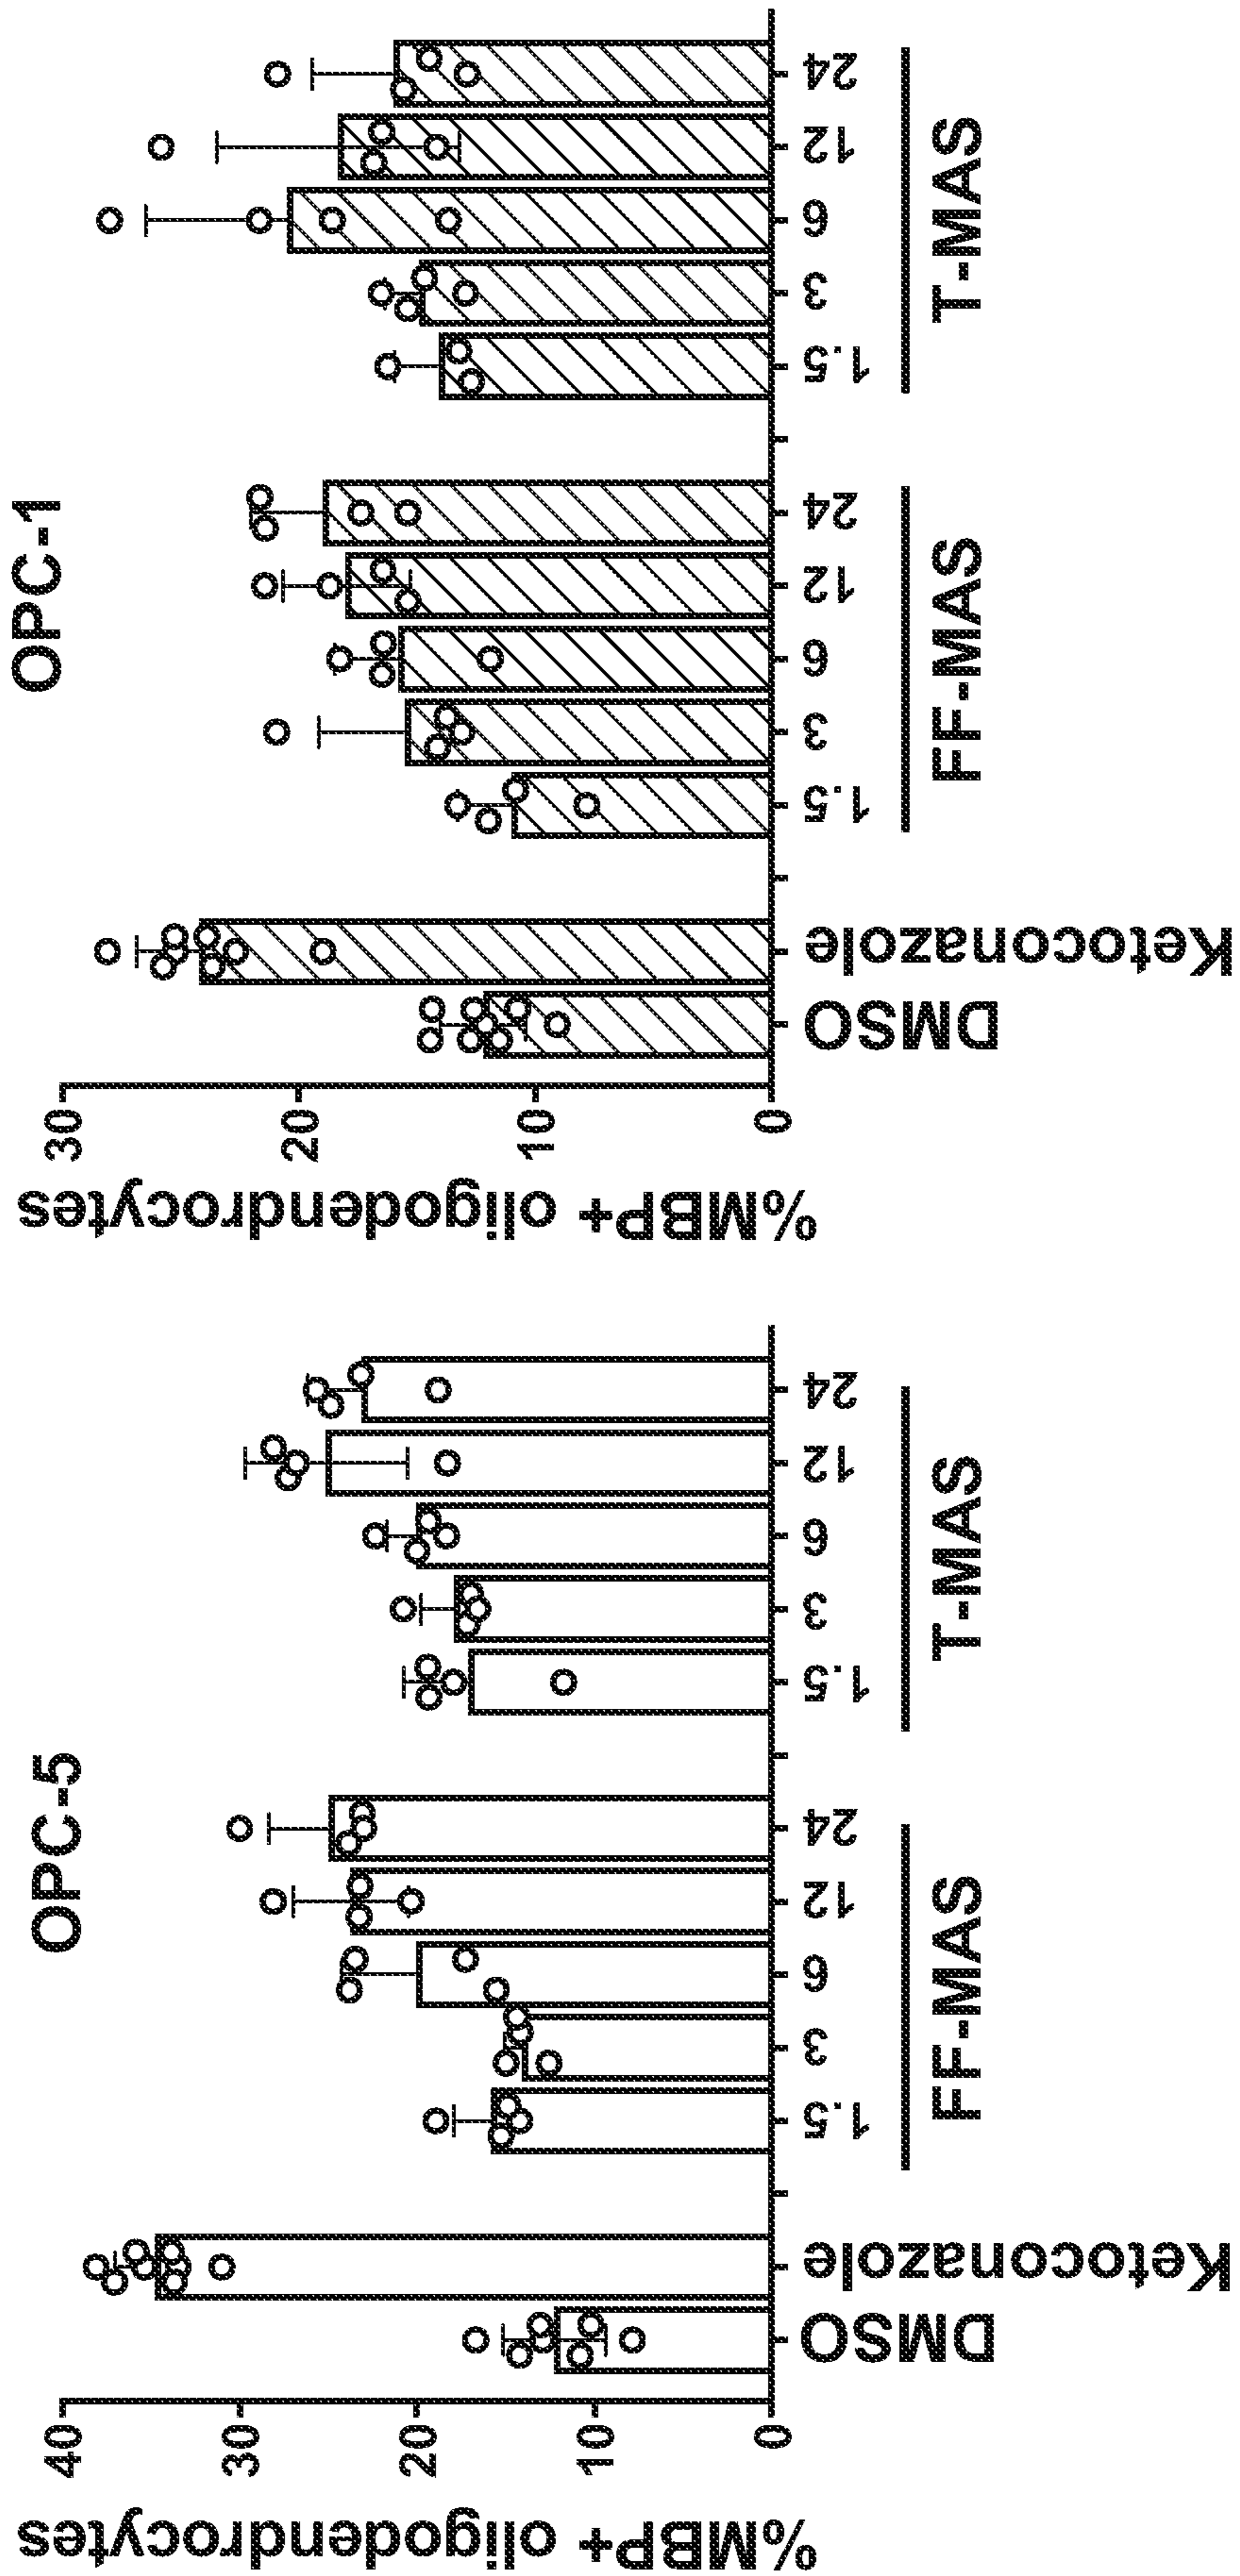 OPC-5
%MBP+ oligodendrocytes
40
30
20
10
0
DMSO
Ketoconazole
1.5
3
6
12
24
FF-MAS
1.5
3
6
12
24
T-MAS
OPC-1
%MBP+ oligodendrocytes
30
20
10
0
DMSO
Ketoconazole
1.5
3
6
12
24
FF-MAS
1.5
3
6
12
24
T-MAS